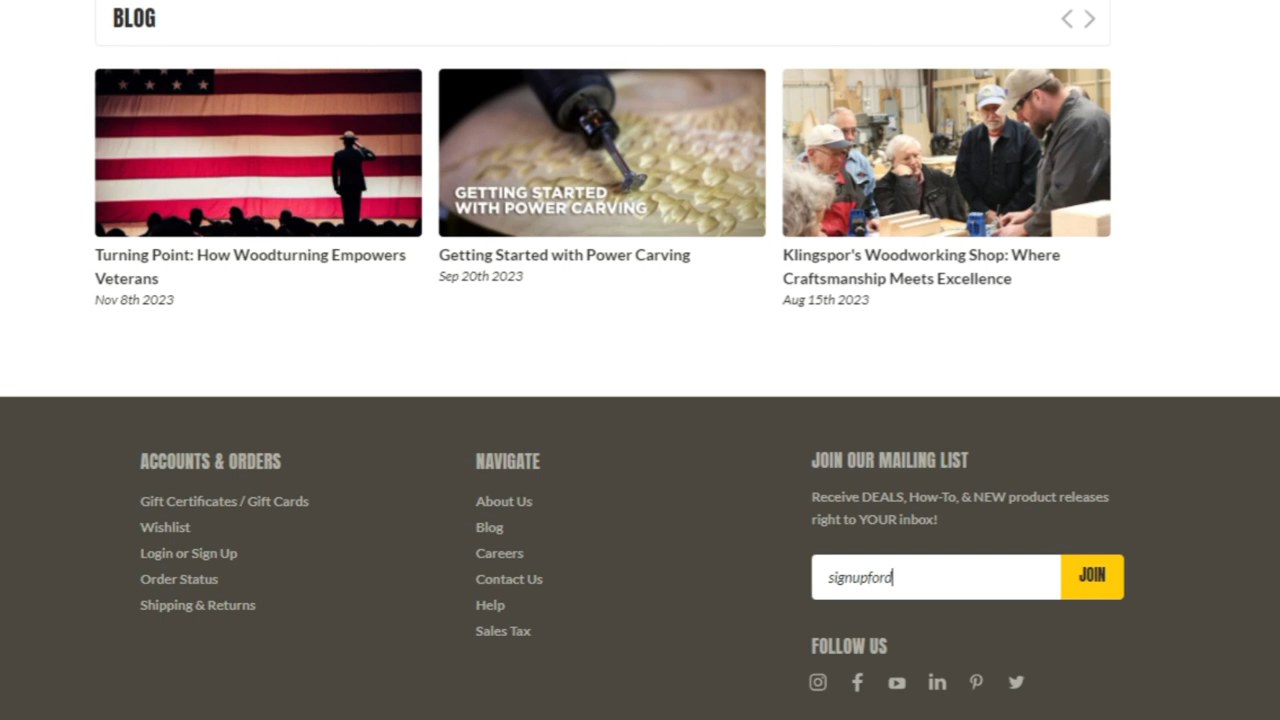 BLOG
GETTING STARTED
WITH POWER CARVING
Turning Point: How Woodturning Empowers
Veterans
Nov 8th 2023
Getting Started with Power Carving
Sep 20th 2023
Klingspor's Woodworking Shop: Where
Craftsmanship Meets Excellence
Aug 15th 2023
ACCOUNTS & ORDERS
Gift Certificates / Gift Cards
Wishlist
Login or Sign Up
Order Status
Shipping & Returns
NAVIGATE
About Us
Blog
Careers
Contact Us
Help
Sales Tax
JOIN OUR MAILING LIST
Receive DEALS, How-To, & NEW product releases
right to YOUR inbox!
signupford
JOIN
FOLLOW US